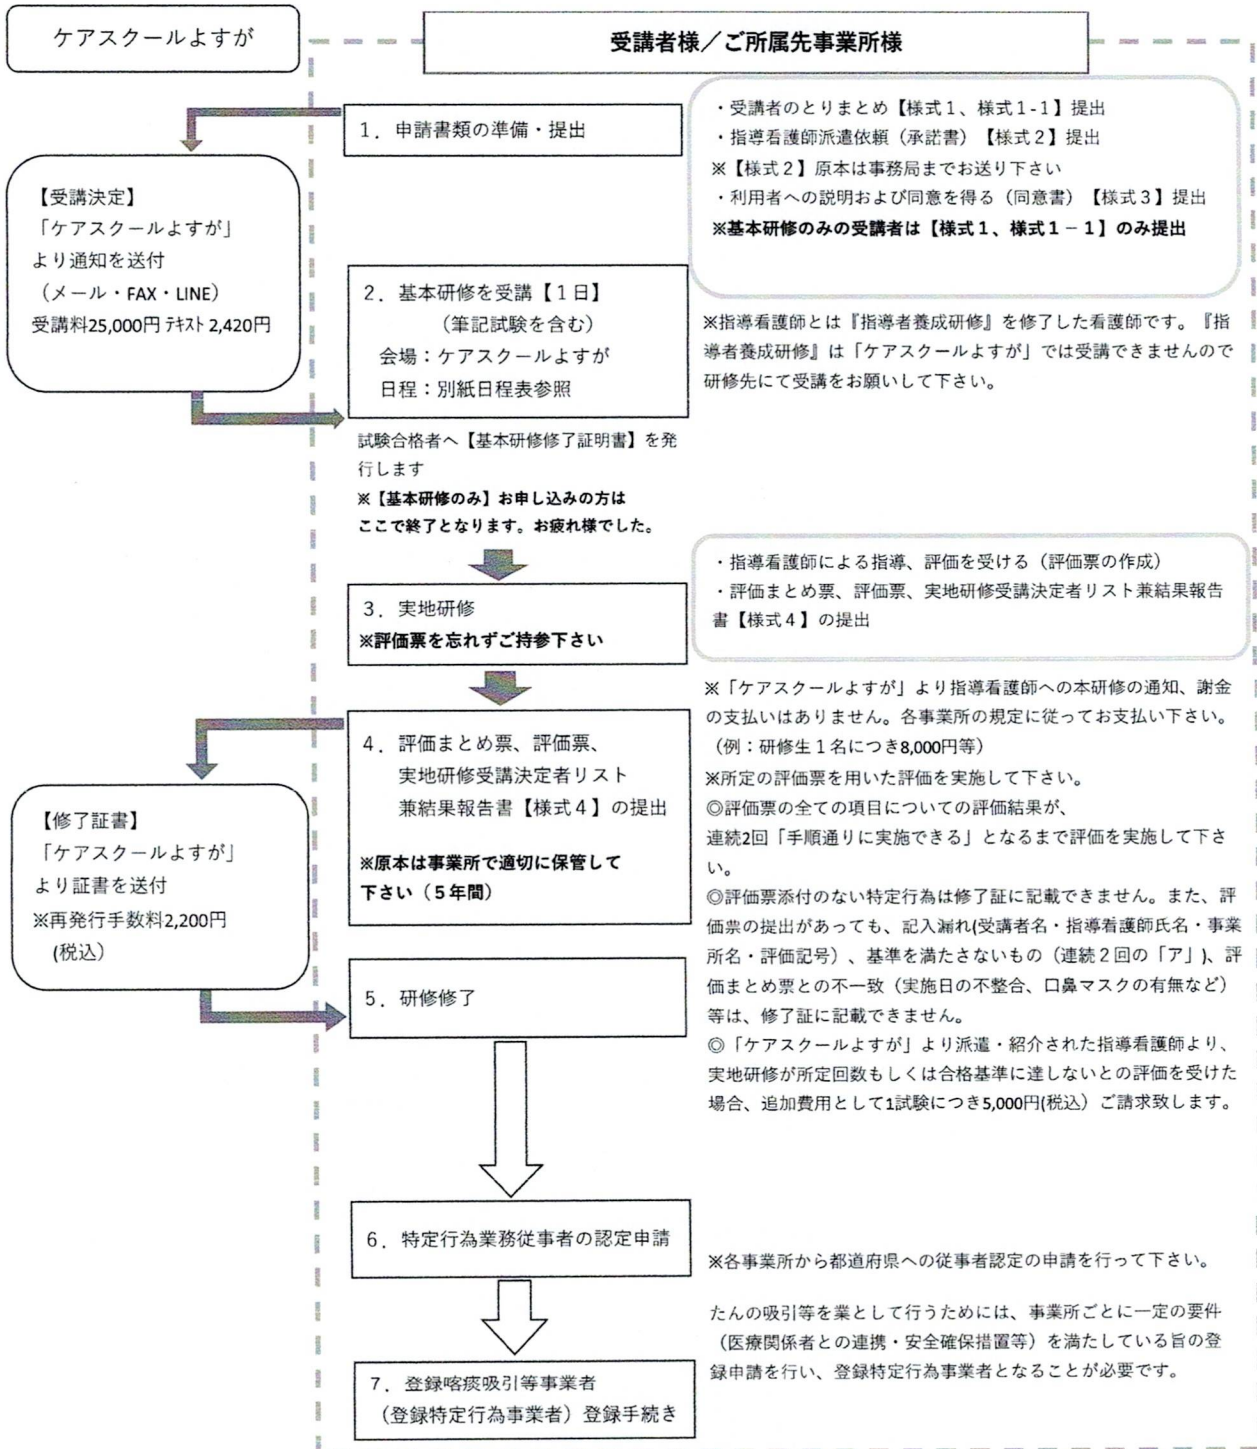 ケアスクールよすが
受講者様／ご所属先事業所様
1．申請書類の準備・提出
・受講者のとりまとめ【様式１、様式１-１】提出
・指導看護師派遣依頼（承諾書）【様式２】提出
※【様式２】原本は事務局までお送り下さい
・利用者への説明および同意を得る（同意書）【様式３】提出
※基本研修のみの受講者は【様式１、様式１－１】のみ提出
【受講決定】
「ケアスクールよすが」
より通知を送付
（メール・FAX・LINE）
受講料25,000円 ﾃｷｽﾄ 2,420円
2．基本研修を受講【１日】
（筆記試験を含む）
会場：ケアスクールよすが
日程：別紙日程表参照
※指導看護師とは『指導者養成研修』を修了した看護師です。『指
導者養成研修』は「ケアスクールよすが」では受講できませんので
研修先にて受講をお願いして下さい。
試験合格者へ【基本研修修了証明書】を発
行します
※【基本研修のみ】お申し込みの方は
ここで終了となります。お疲れ様でした。
・指導看護師による指導、評価を受ける（評価票の作成）
・評価まとめ票、評価票、実地研修受講決定者リスト兼結果報告
書【様式４】の提出
3．実地研修
※評価票を忘れずご持参下さい
※「ケアスクールよすが」より指導看護師への本研修の通知、謝金
の支払いはありません。各事業所の規定に従ってお支払い下さい。
（例：研修生１名につき8,000円等）
※所定の評価票を用いた評価を実施して下さい。
◎評価票の全ての項目についての評価結果が、
連続2回「手順通りに実施できる」となるまで評価を実施して下さ
い。
◎評価票添付のない特定行為は修了証に記載できません。また、評
価票の提出があっても、記入漏れ(受講者名・指導看護師氏名・事業
所名・評価記号）、基準を満たさないもの（連続２回の「ア」)、評
価まとめ票との不一致（実施日の不整合、口鼻マスクの有無など）
等は、修了証に記載できません。
◎「ケアスクールよすが」より派遣・紹介された指導看護師より、
実地研修が所定回数もしくは合格基準に達しないとの評価を受けた
場合、追加費用として1試験につき5,000円(税込）ご請求致します。
4．評価まとめ票、評価票、
実地研修受講決定者リスト
兼結果報告書【様式４】の提出
※原本は事業所で適切に保管して
下さい（５年間）
【修了証書】
「ケアスクールよすが」
より証書を送付
※再発行手数料2,200円
(税込）
5．研修修了
6．特定行為業務従事者の認定申請
※各事業所から都道府県への従事者認定の申請を行って下さい。
たんの吸引等を業として行うためには、事業所ごとに一定の要件
（医療関係者との連携・安全確保措置等）を満たしている旨の登
録申請を行い、登録特定行為事業者となることが必要です。
7．登録喀痰吸引等事業者
（登録特定行為事業者）登録手続き